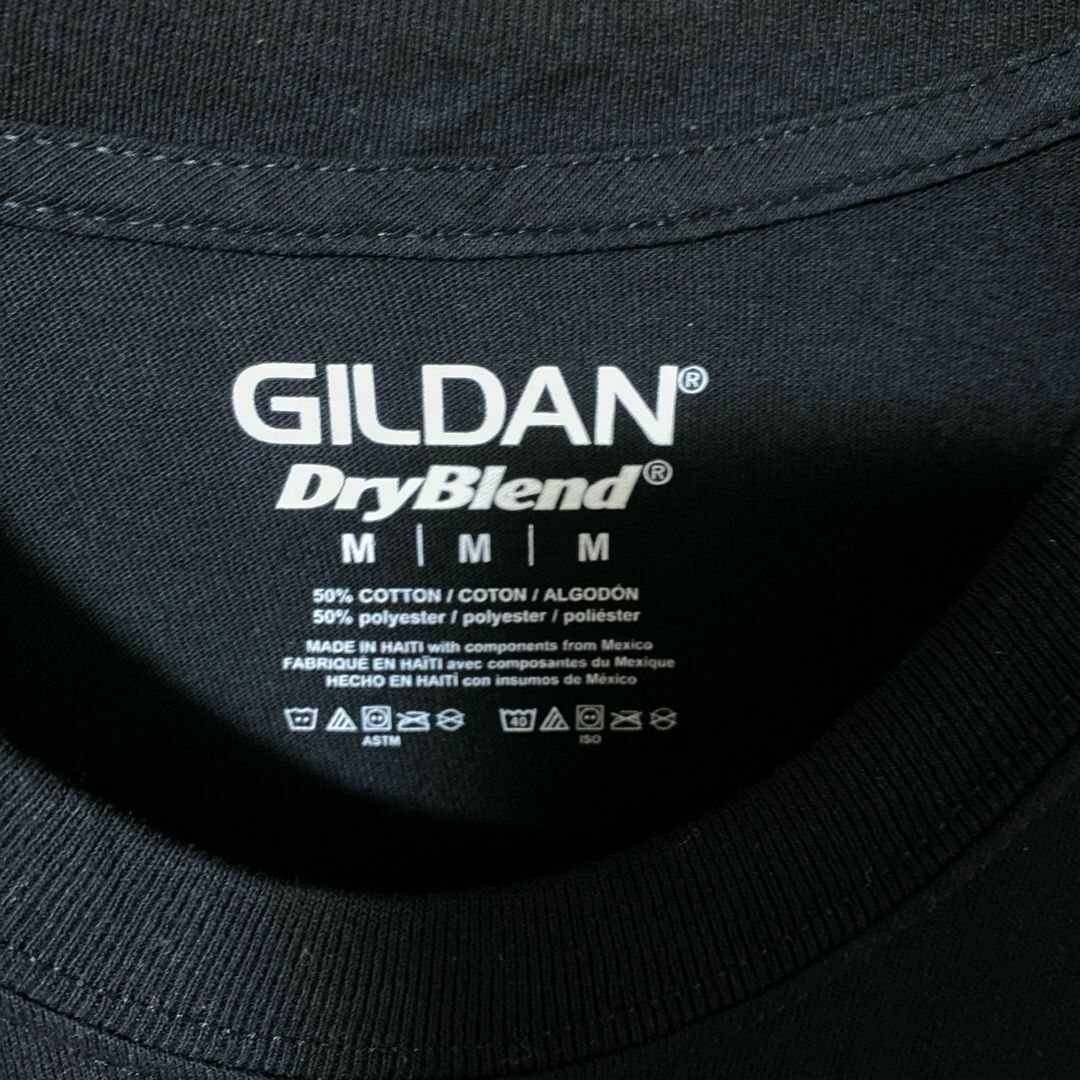 GILDAN®
DryBlend®
M | M | M
50% COTTON / COTON / ALGODÓN
50% polyester / polyester / poliéster
MADE IN HAITI with components from Mexico
FABRIQUÉ EN HAÏTI avec composantes du Mexique
HECHO EN HAITÍ con insumos de México
40
ASTM ISO